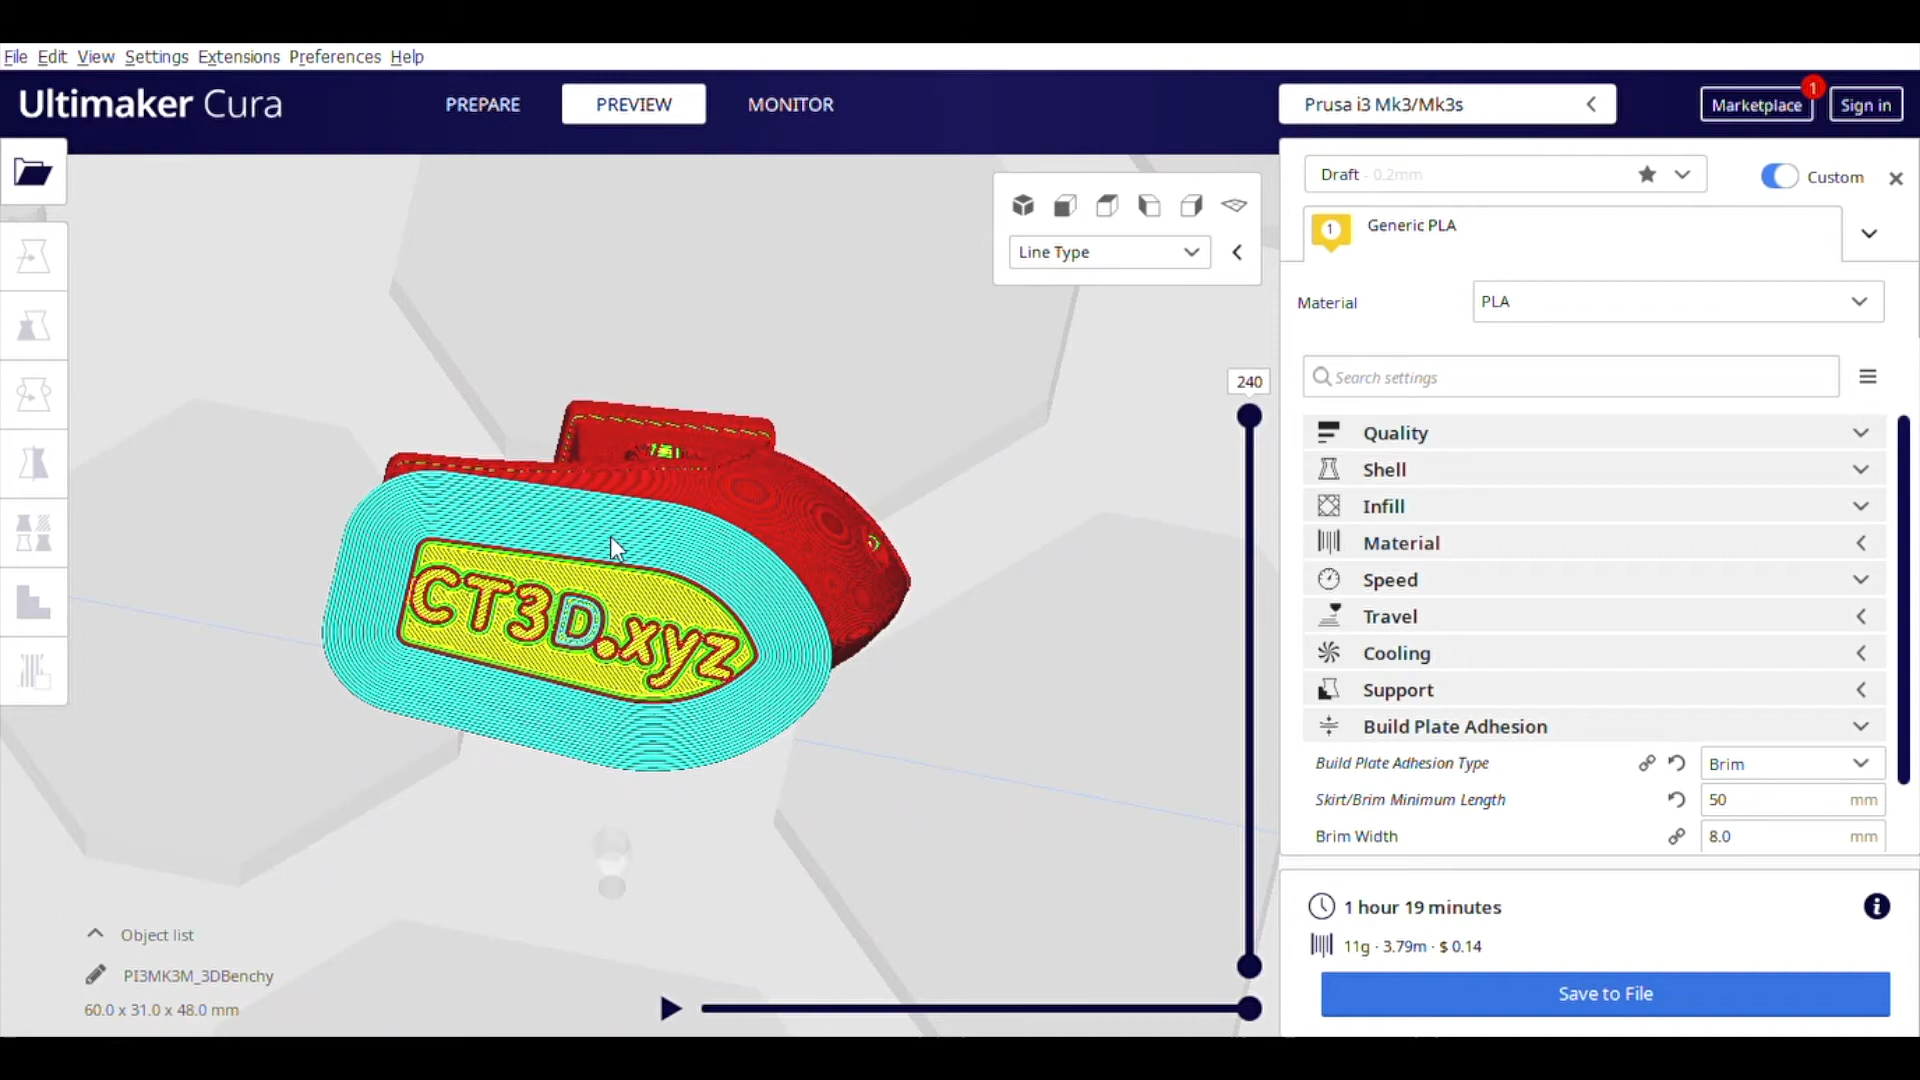 File Edit View Settings Extensions Preferences Help
Ultimaker Cura
PREPARE
PREVIEW
MONITOR
Prusa i3 Mk3/Mk3s
Marketplace
1
Sign in
Draft - 0.2mm
Custom
1
Generic PLA
Line Type
Material
PLA
Search settings
240
Quality
Shell
Infill
Material
Speed
Travel
Cooling
Support
Build Plate Adhesion
Build Plate Adhesion Type
Brim
Skirt/Brim Minimum Length
50 mm
Brim Width
8.0 mm
CT3D.xyz
1 hour 19 minutes
11g · 3.79m · $ 0.14
Save to File
Object list
PI3MK3M_3DBenchy
60.0 x 31.0 x 48.0 mm